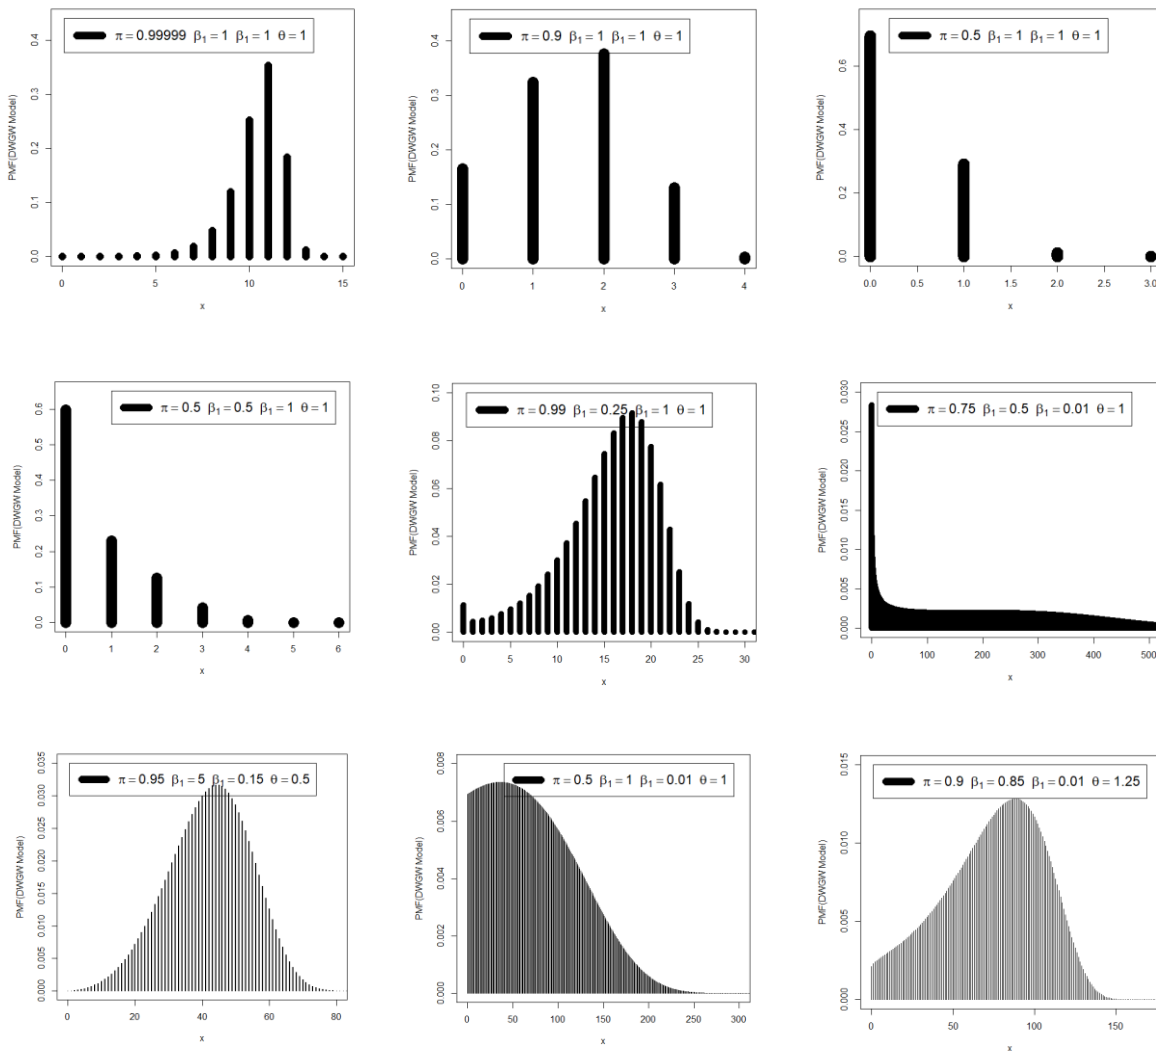 π = 0.99999 β₁ = 1 β₁ = 1 θ = 1
PMF(DWGW Model)
0.0 0.1 0.2 0.3 0.4
0 5 10 15
x
π = 0.9 β₁ = 1 β₁ = 1 θ = 1
PMF(DWGW Model)
0.0 0.1 0.2 0.3 0.4
0 1 2 3 4
x
π = 0.5 β₁ = 1 β₁ = 1 θ = 1
PMF(DWGW Model)
0.0 0.2 0.4 0.6
0.0 0.5 1.0 1.5 2.0 2.5 3.0
x
π = 0.5 β₁ = 0.5 β₁ = 1 θ = 1
PMF(DWGW Model)
0.0 0.1 0.2 0.3 0.4 0.5 0.6
0 1 2 3 4 5 6
x
π = 0.99 β₁ = 0.25 β₁ = 1 θ = 1
PMF(DWGW Model)
0.00 0.02 0.04 0.06 0.08 0.10
0 5 10 15 20 25 30
x
π = 0.75 β₁ = 0.5 β₁ = 0.01 θ = 1
PMF(DWGW Model)
0.000 0.005 0.010 0.015 0.020 0.025 0.030
0 100 200 300 400 500
x
π = 0.95 β₁ = 5 β₁ = 0.15 θ = 0.5
PMF(DWGW Model)
0.000 0.005 0.010 0.015 0.020 0.025 0.030 0.035
0 20 40 60 80
x
π = 0.5 β₁ = 1 β₁ = 0.01 θ = 1
PMF(DWGW Model)
0.000 0.002 0.004 0.006 0.008
0 50 100 150 200 250 300
x
π = 0.9 β₁ = 0.85 β₁ = 0.01 θ = 1.25
PMF(DWGW Model)
0.000 0.005 0.010 0.015
0 50 100 150
x